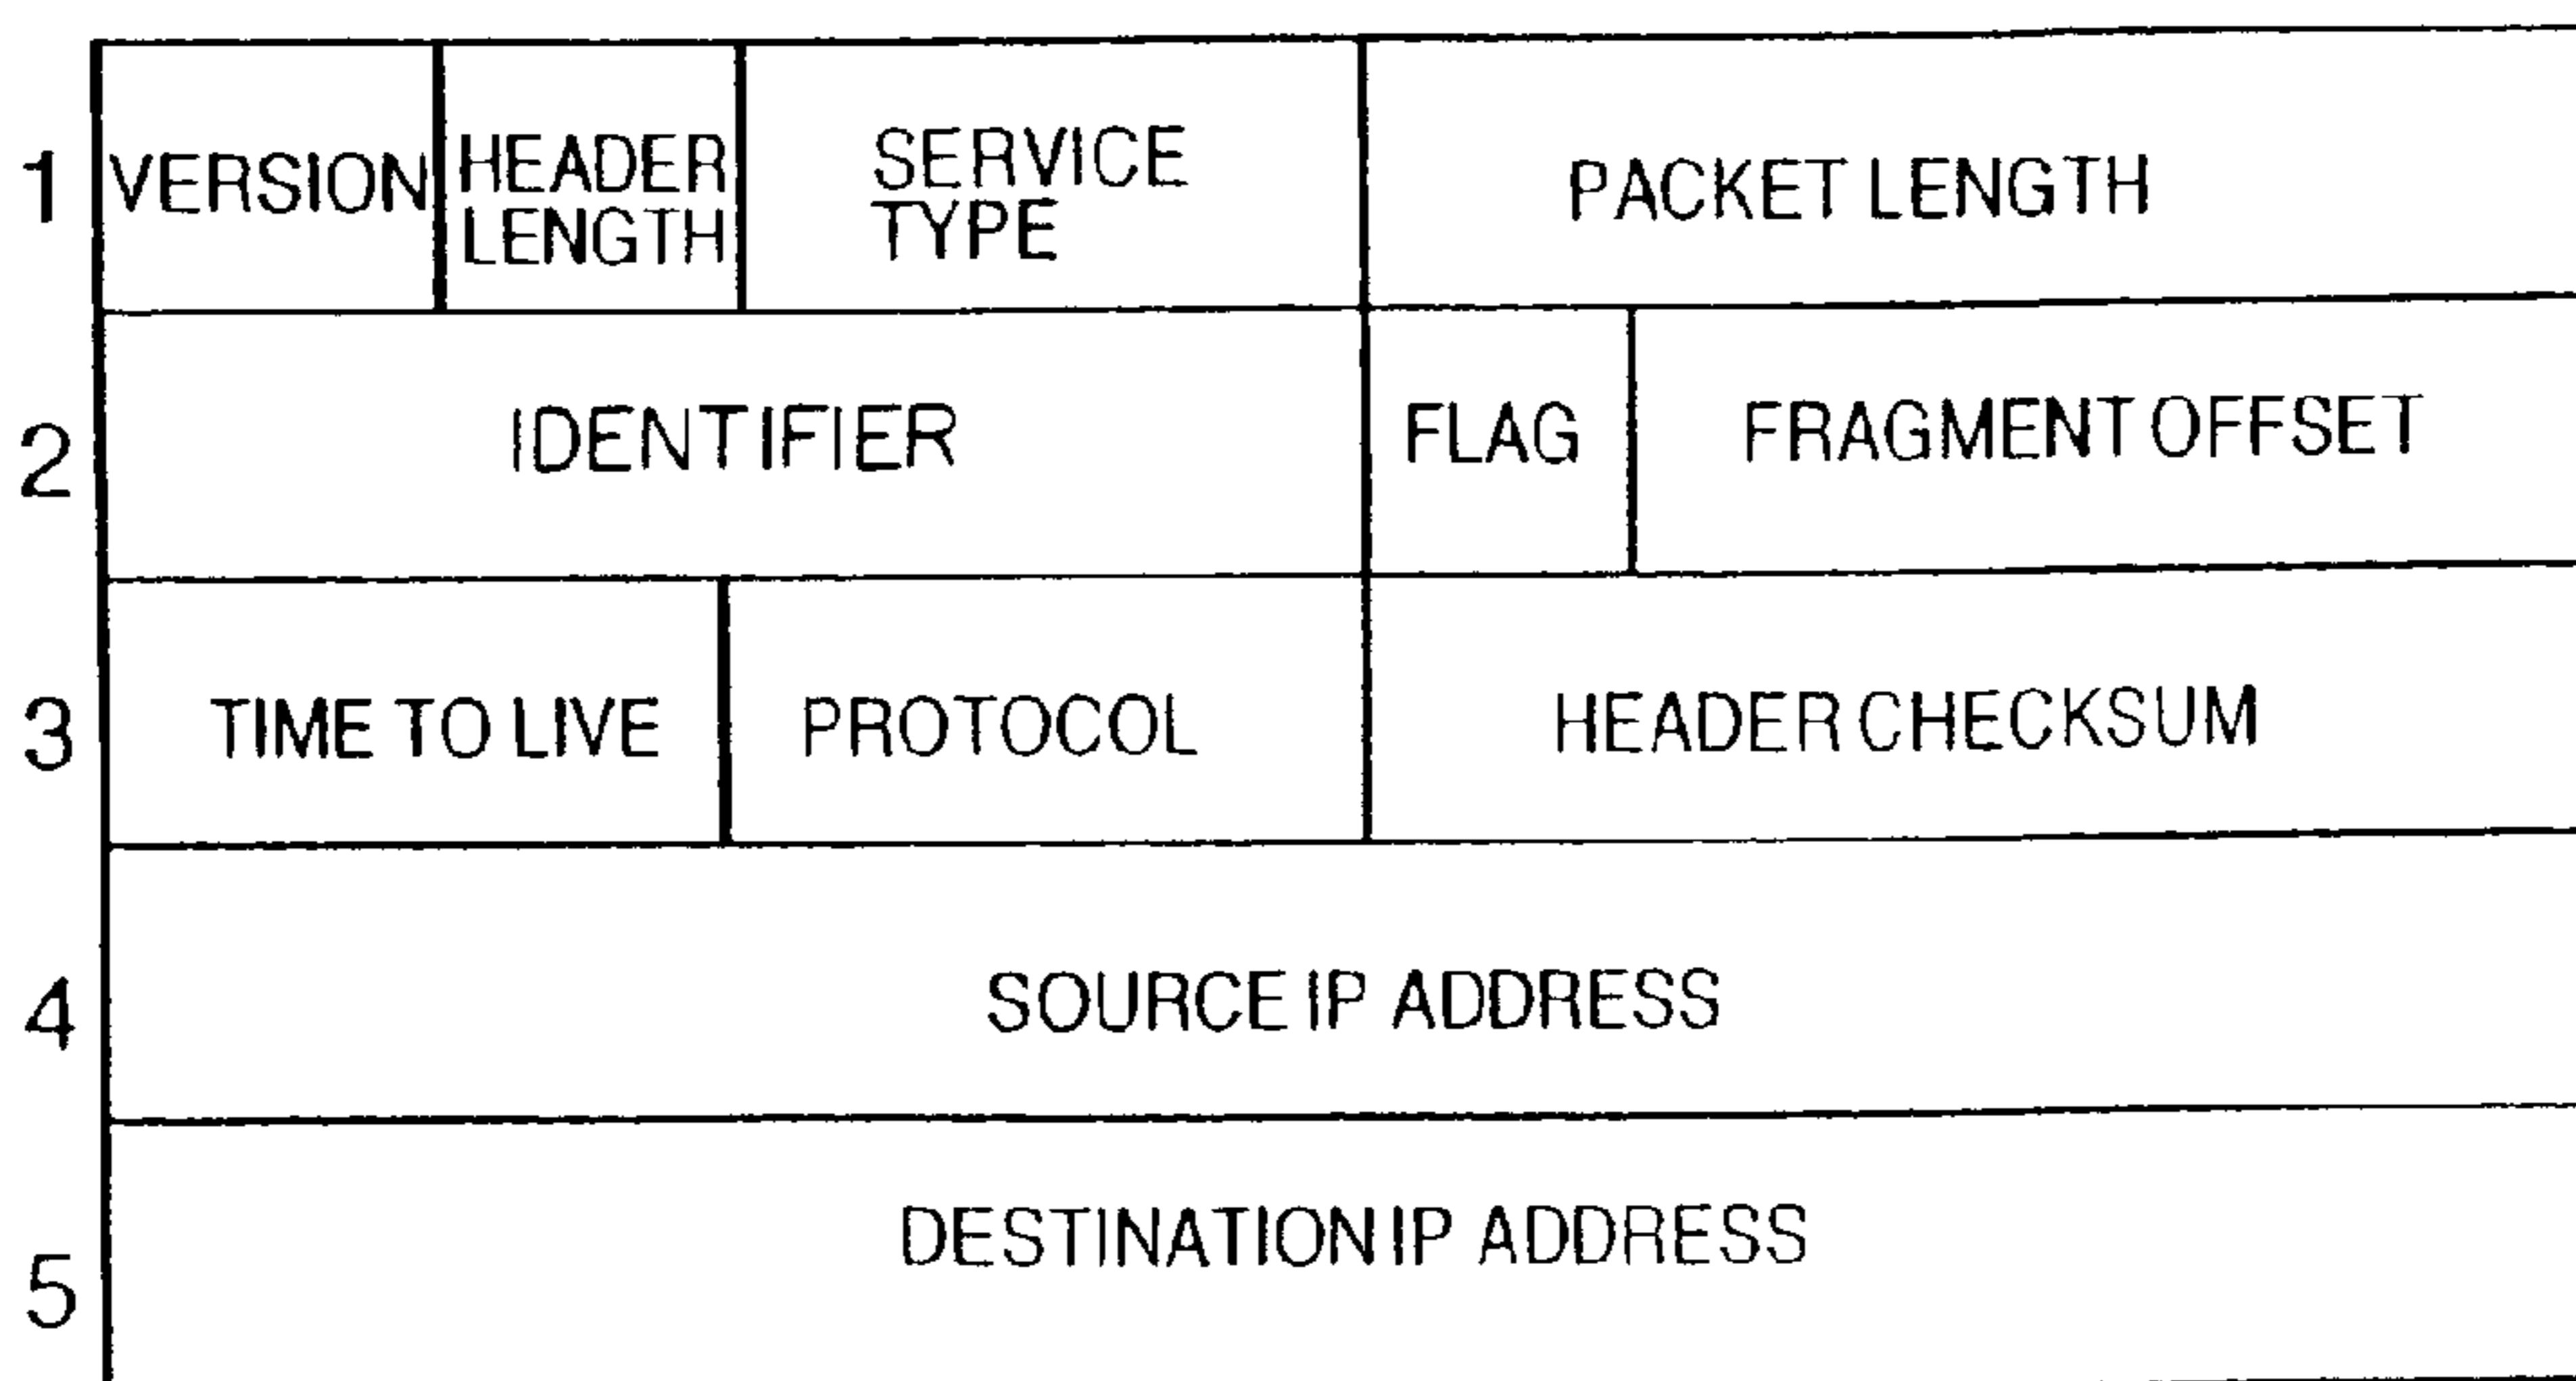 1 VERSION HEADER LENGTH SERVICE TYPE PACKET LENGTH
2 IDENTIFIER FLAG FRAGMENT OFFSET
3 TIME TO LIVE PROTOCOL HEADER CHECKSUM
4 SOURCE IP ADDRESS
5 DESTINATION IP ADDRESS